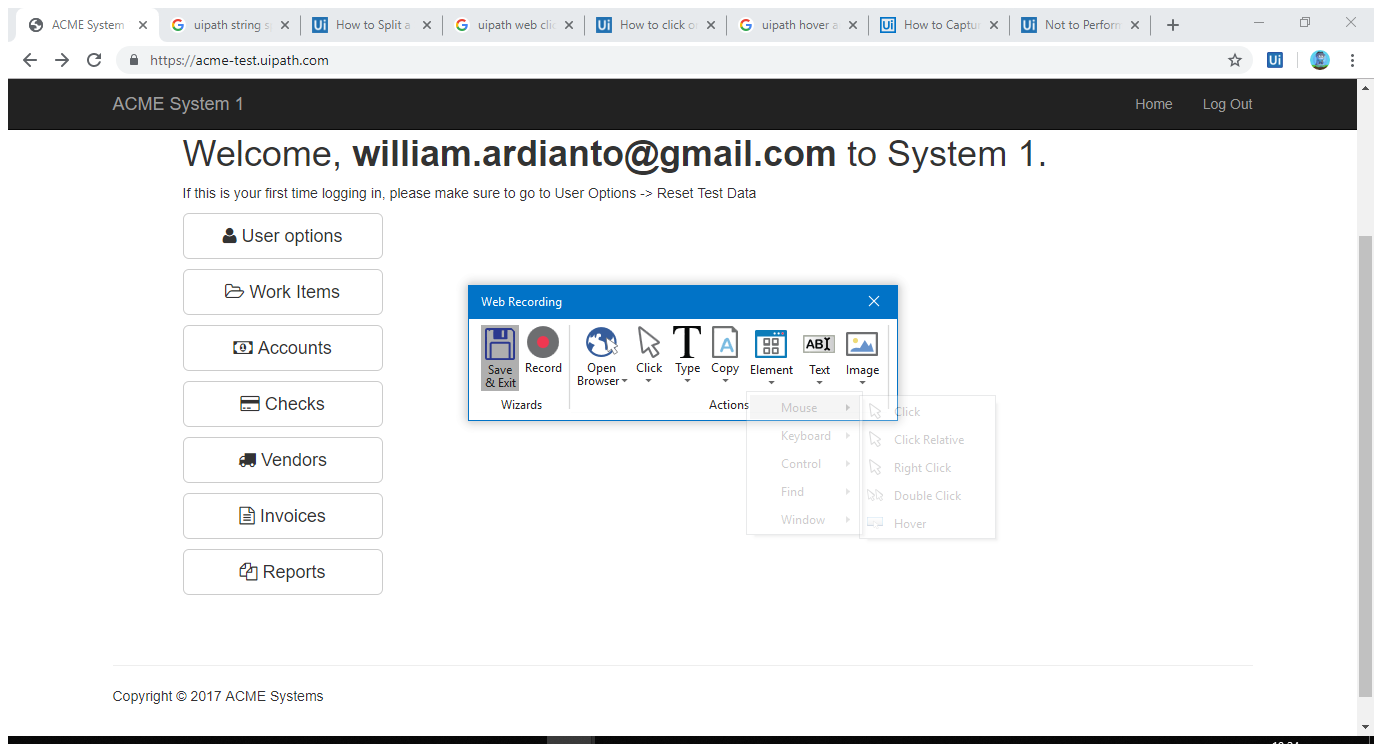 ACME System
uipath string s
Ui How to Split a
uipath web clic
Ui How to click o
uipath hover a
Ui How to Captu
Ui Not to Perform
https://acme-test.uipath.com
Ui
ACME System 1
Home
Log Out
Welcome, william.ardianto@gmail.com to System 1.
If this is your first time logging in, please make sure to go to User Options -> Reset Test Data
User options
Work Items
Accounts
Checks
Vendors
Invoices
Reports
Web Recording
Save & Exit
Record
Open Browser
Click
Type
Copy
Element
Text
Image
Wizards
Actions
Mouse
Keyboard
Control
Find
Window
Click
Click Relative
Right Click
Double Click
Hover
Copyright © 2017 ACME Systems